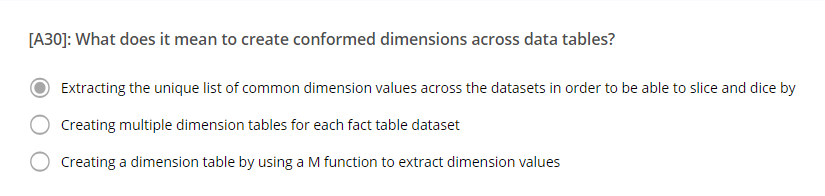 [A30]: What does it mean to create conformed dimensions across data tables?
Extracting the unique list of common dimension values across the datasets in order to be able to slice and dice by
Creating multiple dimension tables for each fact table dataset
Creating a dimension table by using a M function to extract dimension values